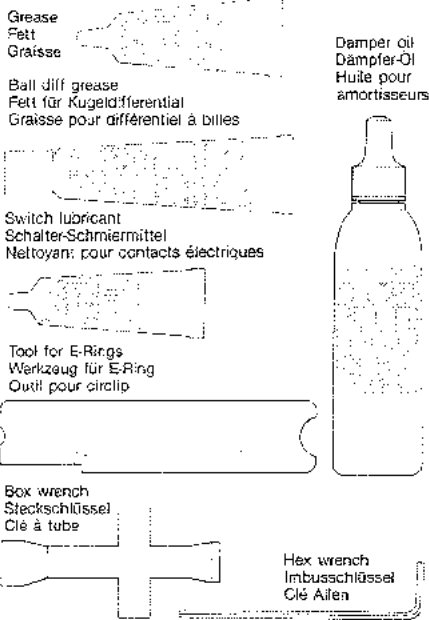 Grease
Fett
Graisse
Damper oil
Dämpfer-Öl
Huile pour
amortisseurs
Ball diff grease
Fett für Kugeldifferential
Graisse pour différentiel à billes
Switch lubricant
Schalter-Schmiermittel
Nettoyant pour contacts électriques
Tool for E-Rings
Werkzeug für E-Ring
Outil pour circlip
Box wrench
Steckschlüssel
Clé à tube
Hex wrench
Imbusschlüssel
Clé Allen